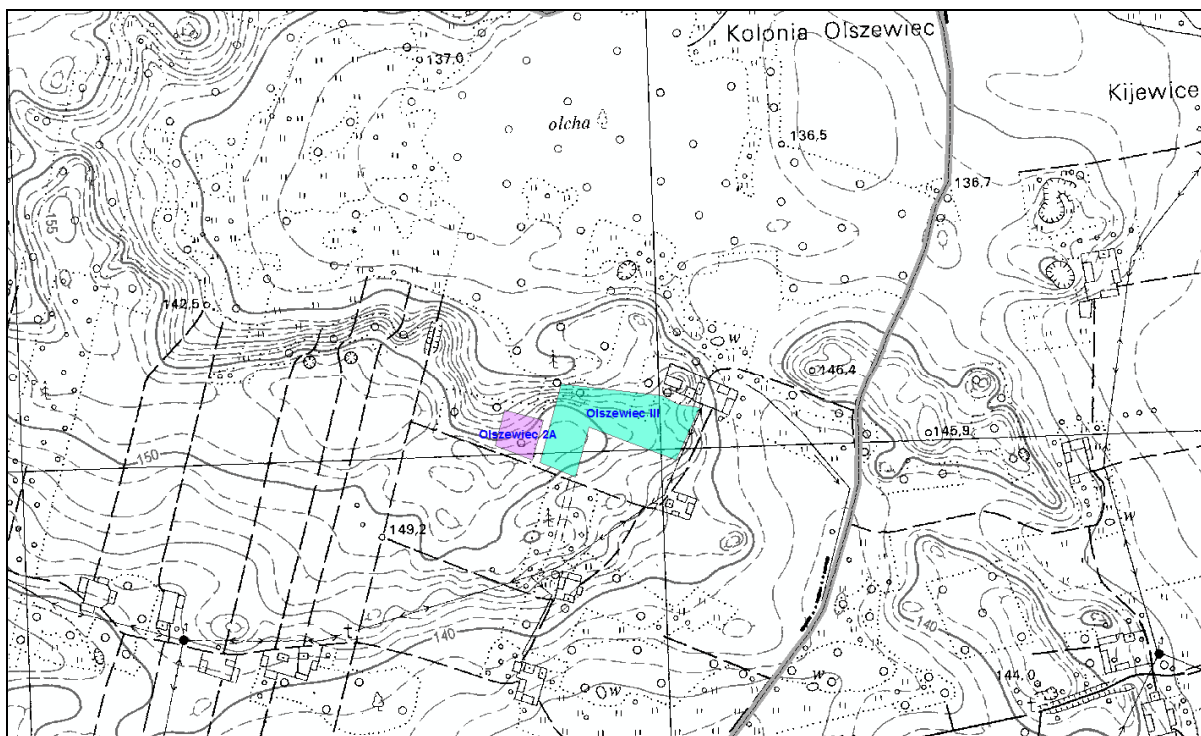 Kolonia Olszewiec
137,0
Kijewice
olcha
136,5
136,7
155
142,5
w
146,4
Olszewiec III
Olszewiec 2A
145,9
150
149,2
w
140
140
w
w
144,0